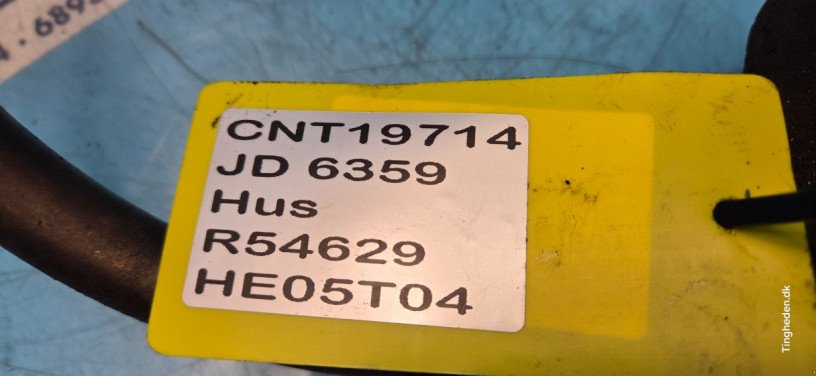 CNT19714
JD 6359
Hus
R54629
HE05T04
Tingheden.dk